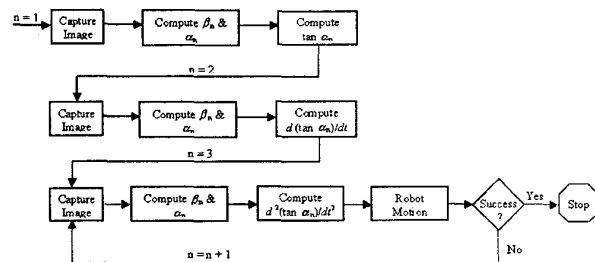 n = 1
Capture Image
Compute βn & αn
Compute tan αn
n = 2
Capture Image
Compute βn & αn
Compute d(tan αn)/dt
n = 3
Capture Image
Compute βn & αn
Compute d²(tan αn)/dt²
Robot Motion
Success ?
Yes
Stop
No
n = n + 1